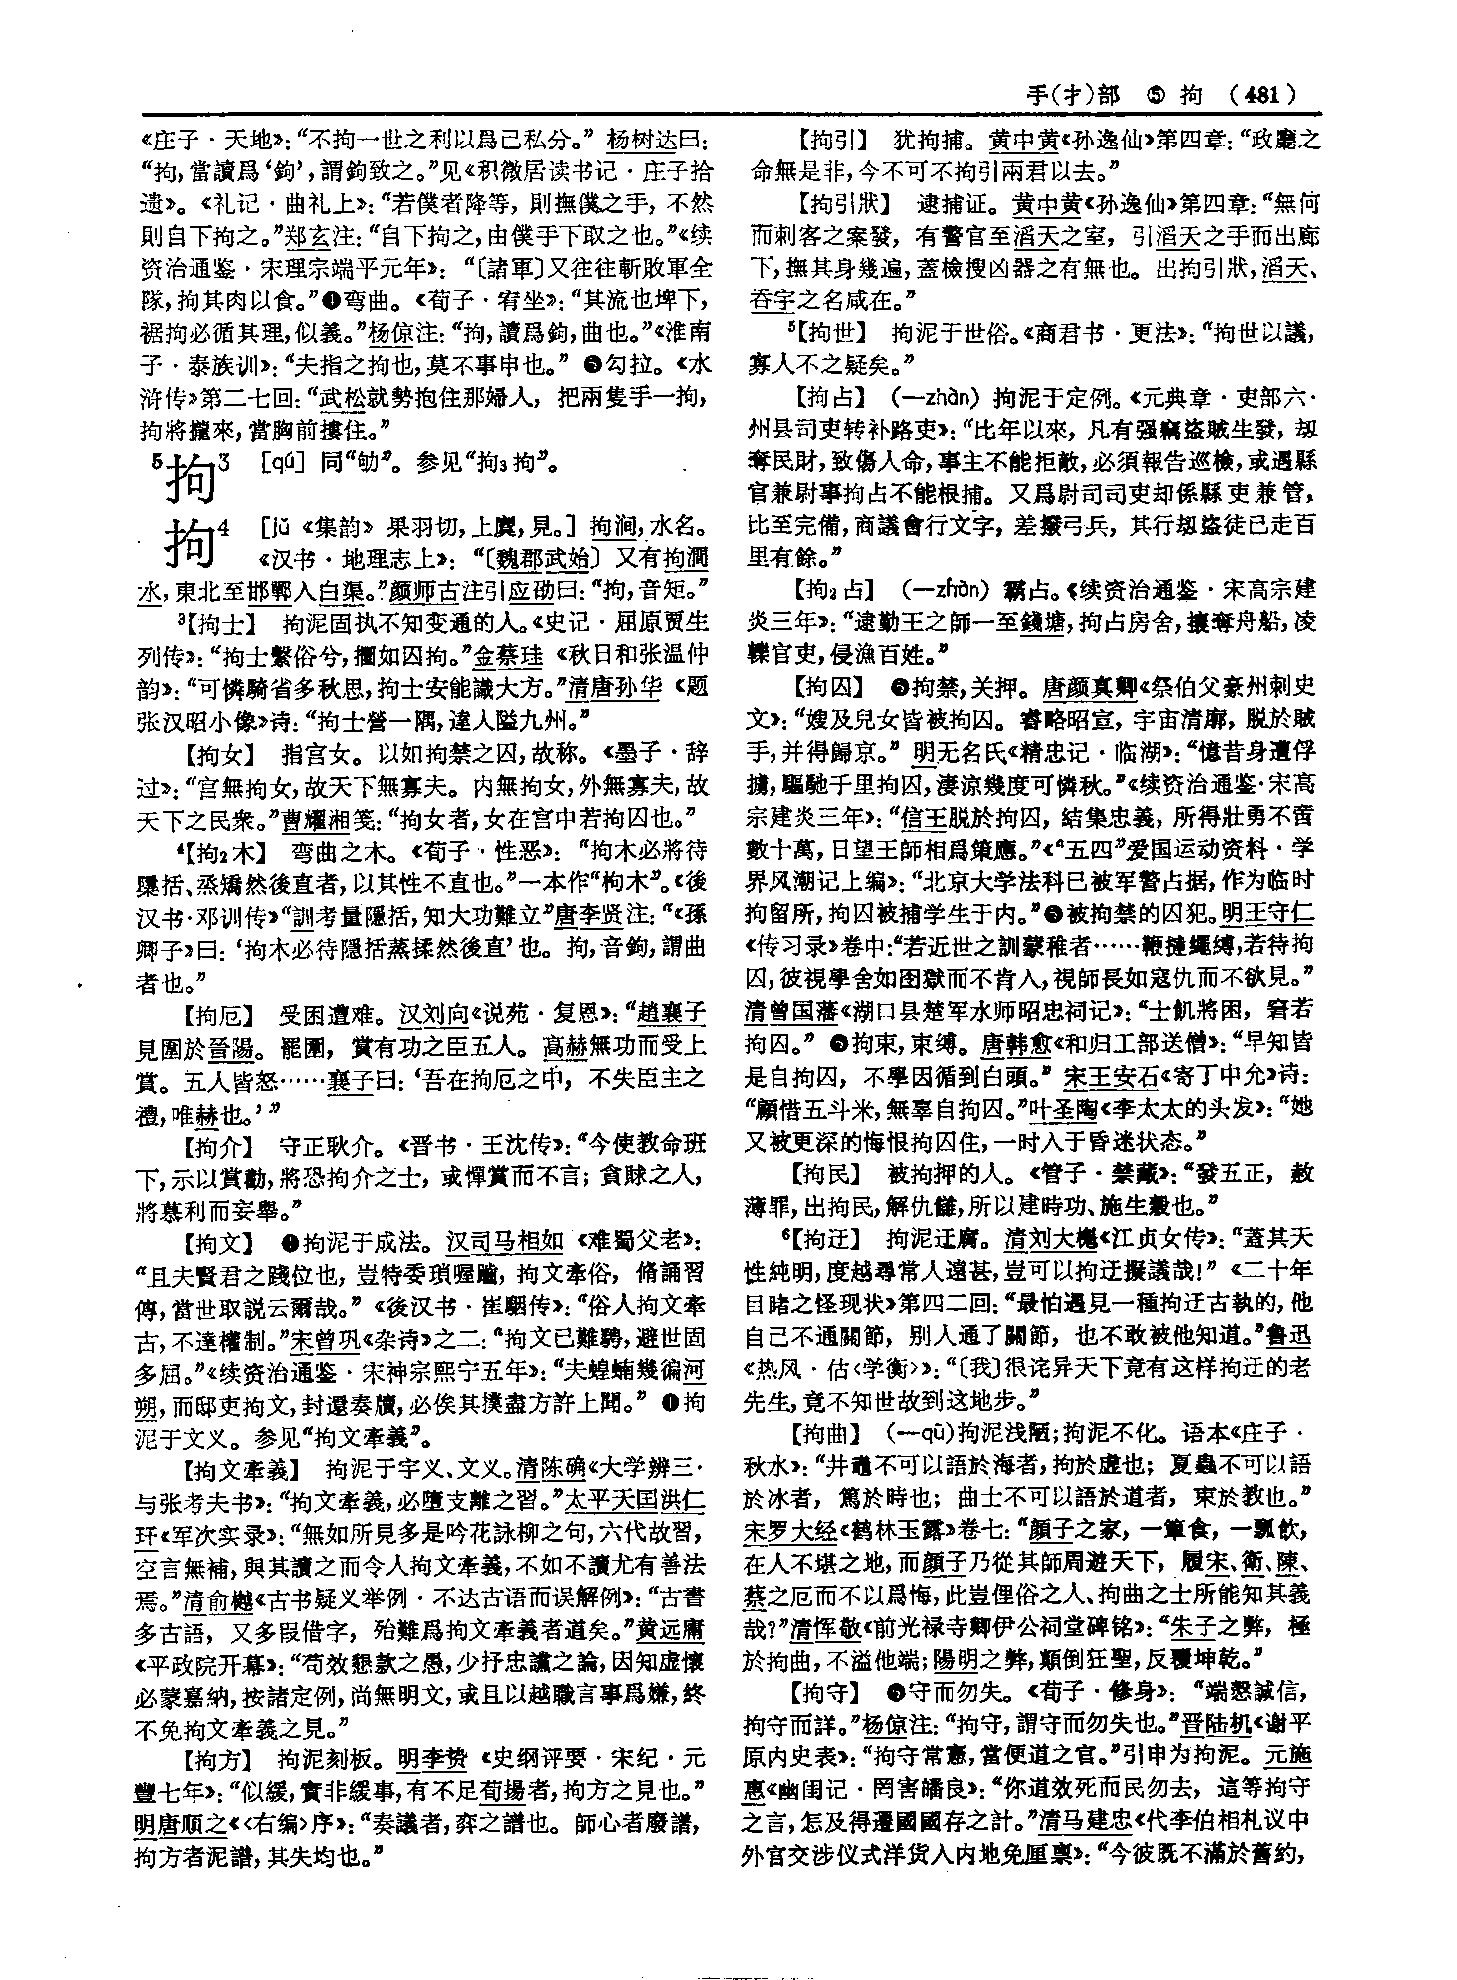 手(扌)部 ⑤ 拘 (481)
《庄子·天地》：“不拘一世之利以爲己私分。”杨树达曰：
“拘，當讀爲‘鉤’，謂鉤致之。”见《积微居读书记·庄子拾
遗》。《礼记·曲礼上》：“若僕者降等，則撫僕之手，不然
則自下拘之。”郑玄注：“自下拘之，由僕手下取之也。”《续
资治通鉴·宋理宗端平元年》：“〔諸軍〕又往往斬敗軍全
隊，拘其肉以食。”❹弯曲。《荀子·宥坐》：“其流也埤下，
裾拘必循其理，似義。”杨倞注：“拘，讀爲鉤，曲也。”《淮南
子·泰族训》：“夫指之拘也，莫不事申也。”❺勾拉。《水
浒传》第二七回：“武松就勢抱住那婦人，把兩隻手一拘，
拘將攏來，當胸前摟住。”
5拘3 [qú] 同“劬”。参见“拘3拘”。
拘4 [jǔ《集韵》果羽切，上麌，見。] 拘涧，水名。
《汉书·地理志上》：“〔魏郡武始〕又有拘澗
水，東北至邯鄲入白渠。”颜师古注引应劭曰：“拘，音矩。”
3【拘士】 拘泥固执不知变通的人。《史记·屈原贾生
列传》：“拘士繫俗兮，攌如囚拘。”金蔡珪《秋日和张温仲
韵》：“可憐騎省多秋思，拘士安能識大方。”清唐孙华《题
张汉昭小像》诗：“拘士營一隅，達人隘九州。”
【拘女】 指宫女。以如拘禁之囚，故称。《墨子·辞
过》：“宫無拘女，故天下無寡夫。内無拘女，外無寡夫，故
天下之民衆。”曹耀湘笺：“拘女者，女在宫中若拘囚也。”
4【拘2木】 弯曲之木。《荀子·性恶》：“拘木必將待
檃括、烝矯然後直者，以其性不直也。”一本作“枸木”。《後
汉书·邓训传》“訓考量隱括，知大功難立”唐李贤注：“《孫
卿子》曰：‘拘木必待隱括蒸揉然後直’也。拘，音鉤，謂曲
者也。”
【拘厄】 受困遭难。汉刘向《说苑·复恩》：“趙襄子
見圍於晉陽。罷圍，賞有功之臣五人。高赫無功而受上
賞。五人皆怒……襄子曰：‘吾在拘厄之中，不失臣主之
禮，唯赫也。’”
【拘介】 守正耿介。《晋书·王沈传》：“今使教命班
下，示以賞勸，將恐拘介之士，或憚賞而不言；貪賕之人，
將慕利而妄舉。”
【拘文】 ❶拘泥于成法。汉司马相如《难蜀父老》：
“且夫賢君之踐位也，豈特委瑣喔齪，拘文牽俗，脩誦習
傳，當世取説云爾哉。”《後汉书·崔駰传》：“俗人拘文牽
古，不達權制。”宋曾巩《杂诗》之二：“拘文已難騁，避世固
多屈。”《续资治通鉴·宋神宗熙宁五年》：“夫蝗蝻幾徧河
朔，而邸吏拘文，封還奏牘，必俟其撲盡方許上聞。”❷拘
泥于文义。参见“拘文牽義”。
【拘文牽義】 拘泥于字义、文义。清陈确《大学辨三·
与张考夫书》：“拘文牽義，必墮支離之習。”太平天囯洪仁
玕《军次实录》：“無如所見多是吟花詠柳之句，六代故習，
空言無補，與其讀之而令人拘文牽義，不如不讀尤有善法
焉。”清俞樾《古书疑义举例·不达古语而误解例》：“古書
多古語，又多叚借字，殆難爲拘文牽義者道矣。”黄远庸
《平政院开幕》：“苟效懇款之愚，少抒忠讜之論，因知虚懷
必蒙嘉納，按諸定例，尚無明文，或且以越職言事爲嫌，終
不免拘文牽義之見。”
【拘方】 拘泥刻板。明李贽《史纲评要·宋纪·元
豐七年》：“似緩，實非緩事，有不足荀揚者，拘方之見也。”
明唐顺之《〈右编〉序》：“奏議者，弈之譜也。師心者廢譜，
拘方者泥譜，其失均也。”
【拘引】 犹拘捕。黄中黄《孙逸仙》第四章：“政廳之
命無是非，今不可不拘引兩君以去。”
【拘引狀】 逮捕证。黄中黄《孙逸仙》第四章：“無何
而刺客之案發，有警官至滔天之室，引滔天之手而出廊
下，撫其身幾遍，蓋檢搜凶器之有無也。出拘引狀，滔天、
吞宇之名咸在。”
5【拘世】 拘泥于世俗。《商君书·更法》：“拘世以議，
寡人不之疑矣。”
【拘占】 （—zhàn）拘泥于定例。《元典章·吏部六·
州县司吏转补路吏》：“比年以來，凡有强竊盗賊生發，刼
奪民財，致傷人命，事主不能拒敵，必須報告巡檢，或遇縣
官兼尉事拘占不能根捕。又爲尉司司吏却係縣吏兼管，
比至完備，商議會行文字，差撥弓兵，其行刼盗徒已走百
里有餘。”
【拘2占】 （—zhàn）霸占。《续资治通鉴·宋高宗建
炎三年》：“逮勤王之師一至錢塘，拘占房舍，攘奪舟船，凌
轢官吏，侵漁百姓。”
【拘囚】 ❶拘禁，关押。唐颜真卿《祭伯父豪州刺史
文》：“嫂及兒女皆被拘囚。睿略昭宣，宇宙清廓，脱於賊
手，并得歸京。”明无名氏《精忠记·临湖》：“憶昔身遭俘
擄，驅馳千里拘囚，淒涼幾度可憐秋。”《续资治通鉴·宋高
宗建炎三年》：“信王脱於拘囚，結集忠義，所得壯勇不啻
數十萬，日望王師相爲策應。”《“五四”爱国运动资料·学
界风潮记上编》：“北京大学法科已被军警占据，作为临时
拘留所，拘囚被捕学生于内。”❷被拘禁的囚犯。明王守仁
《传习录》卷中：“若近世之訓蒙稚者……鞭撻繩縛，若待拘
囚，彼視學舍如囹獄而不肯入，視師長如寇仇而不欲見。”
清曾国藩《湖口县楚军水师昭忠祠记》：“士飢將困，窘若
拘囚。”❸拘束，束缚。唐韩愈《和归工部送僧》：“早知皆
是自拘囚，不學因循到白頭。”宋王安石《寄丁中允》诗：
“顧惜五斗米，無辜自拘囚。”叶圣陶《李太太的头发》：“她
又被更深的悔恨拘囚住，一时入于昏迷状态。”
【拘民】 被拘押的人。《管子·禁藏》：“發五正，赦
薄罪，出拘民，解仇讎，所以建時功、施生穀也。”
6【拘迂】 拘泥迂腐。清刘大櫆《江贞女传》：“蓋其天
性純明，度越尋常人遠甚，豈可以拘迂擬議哉！”《二十年
目睹之怪现状》第四二回：“最怕遇見一種拘迂古執的，他
自己不通關節，別人通了關節，也不敢被他知道。”鲁迅
《热风·估〈学衡〉》：“〔我〕很诧异天下竟有这样拘迂的老
先生，竟不知世故到这地步。”
【拘曲】 （—qū）拘泥浅陋；拘泥不化。语本《庄子·
秋水》：“井鼃不可以語於海者，拘於虚也；夏蟲不可以語
於冰者，篤於時也；曲士不可以語於道者，束於教也。”
宋罗大经《鹤林玉露》卷七：“顔子之家，一簞食，一瓢飲，
在人不堪之地，而顔子乃從其師周遊天下，履宋、衛、陳、
蔡之厄而不以爲悔，此豈俚俗之人、拘曲之士所能知其義
哉？”清恽敬《前光禄寺卿伊公祠堂碑铭》：“朱子之弊，極
於拘曲，不溢他端；陽明之弊，顛倒狂聖，反覆坤乾。”
【拘守】 ❶守而勿失。《荀子·修身》：“端慤誠信，
拘守而詳。”杨倞注：“拘守，謂守而勿失也。”晋陆机《谢平
原内史表》：“拘守常憲，當便道之官。”引申为拘泥。元施
惠《幽闺记·罔害皤良》：“你道效死而民勿去，這等拘守
之言，怎及得遷國國存之計。”清马建忠《代李伯相札议中
外官交涉仪式洋货入内地免厘禀》：“今彼既不滿於舊約，